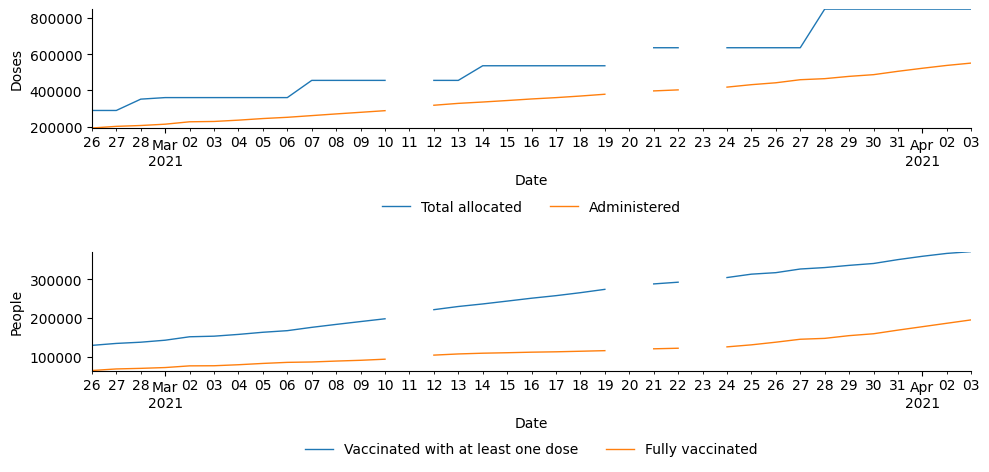 800000
600000
400000
200000
Doses
26 27 28 Mar 02 03 04 05 06 07 08 09 10 11 12 13 14 15 16 17 18 19 20 21 22 23 24 25 26 27 28 29 30 31 Apr 02 03
2021 2021
Date
Total allocated Administered
300000
200000
100000
People
26 27 28 Mar 02 03 04 05 06 07 08 09 10 11 12 13 14 15 16 17 18 19 20 21 22 23 24 25 26 27 28 29 30 31 Apr 02 03
2021 2021
Date
Vaccinated with at least one dose Fully vaccinated